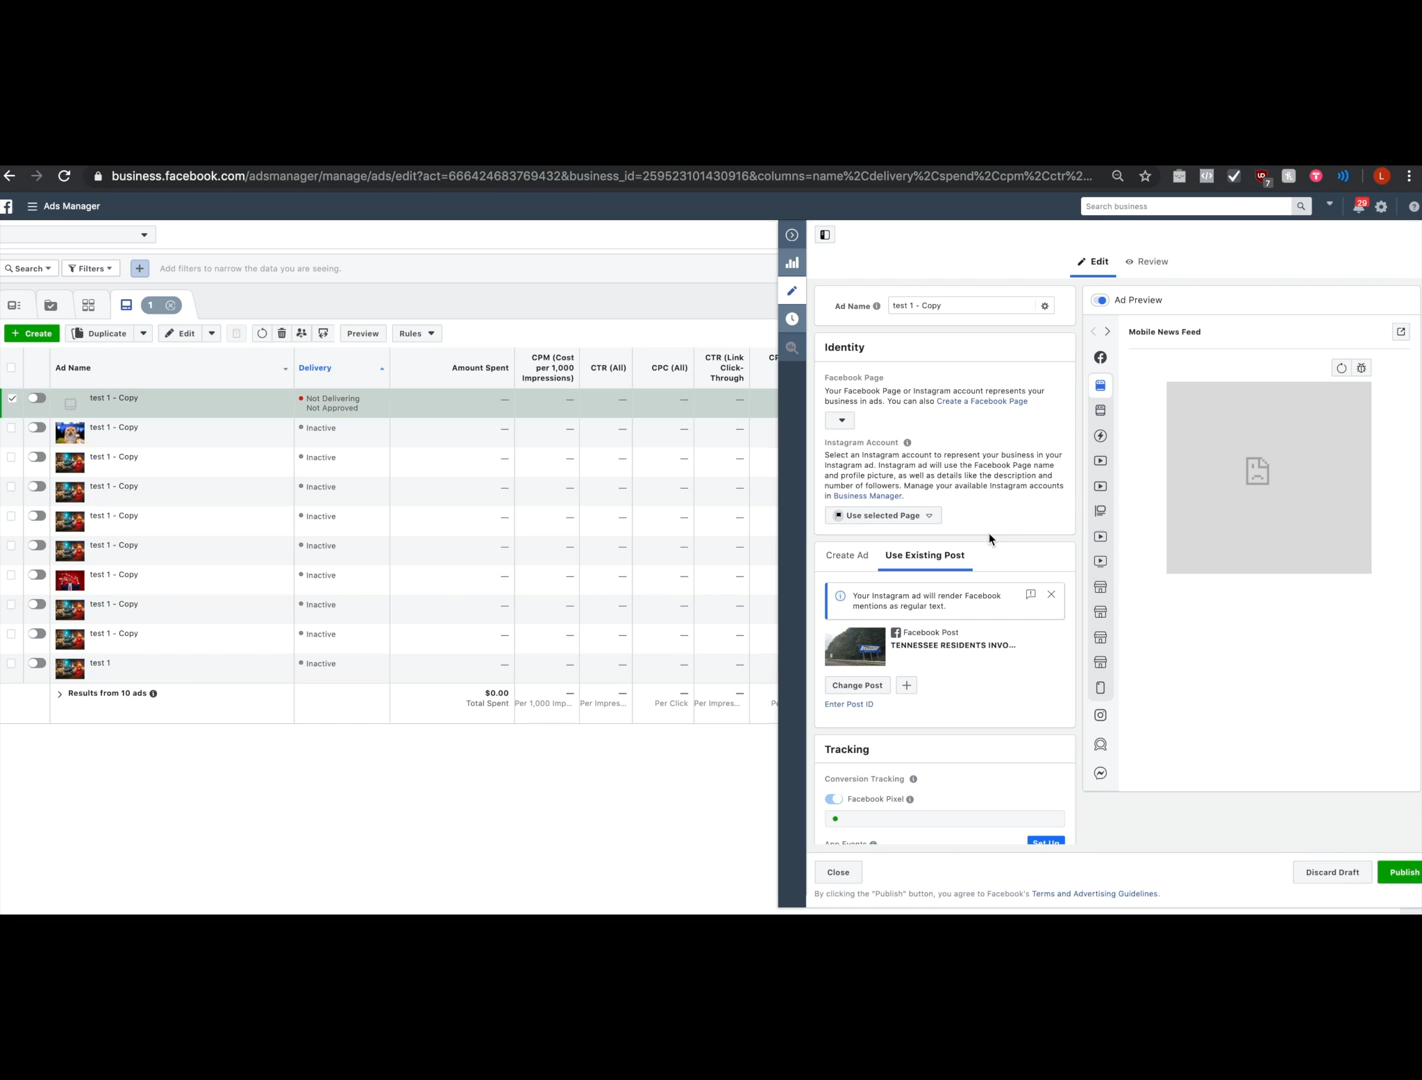 business.facebook.com/adsmanager/manage/ads/edit?act=666424683769432&business_id=259523101430916&columns=name%2Cdelivery%2Cspend%2Ccpm%2Cctr%2...
7
L
Ads Manager
Search business
29
Search
Filters
Add filters to narrow the data you are seeing.
1
+ Create
Duplicate
Edit
Preview
Rules
Ad Name
Delivery
Amount Spent
CPM (Cost
per 1,000
Impressions)
CTR (All)
CPC (All)
CTR (Link
Click-
Through
CP
test 1 - Copy
Not Delivering
Not Approved
test 1 - Copy
Inactive
test 1 - Copy
Inactive
test 1 - Copy
Inactive
test 1 - Copy
Inactive
test 1 - Copy
Inactive
test 1 - Copy
Inactive
test 1 - Copy
Inactive
test 1 - Copy
Inactive
test 1
Inactive
Results from 10 ads
$0.00
Total Spent
Per 1,000 Imp...
Per Impres...
Per Click
Per Impres...
Pe
Edit
Review
Ad Name
test 1 - Copy
Identity
Facebook Page
Your Facebook Page or Instagram account represents your
business in ads. You can also Create a Facebook Page
Instagram Account
Select an Instagram account to represent your business in your
Instagram ad. Instagram ad will use the Facebook Page name
and profile picture, as well as details like the description and
number of followers. Manage your available Instagram accounts
in Business Manager.
Use selected Page
Create Ad
Use Existing Post
Your Instagram ad will render Facebook
mentions as regular text.
Facebook Post
TENNESSEE RESIDENTS INVO...
Change Post
Enter Post ID
Tracking
Conversion Tracking
Facebook Pixel
App Events
Set Up
Ad Preview
Mobile News Feed
Close
Discard Draft
Publish
By clicking the "Publish" button, you agree to Facebook's Terms and Advertising Guidelines.